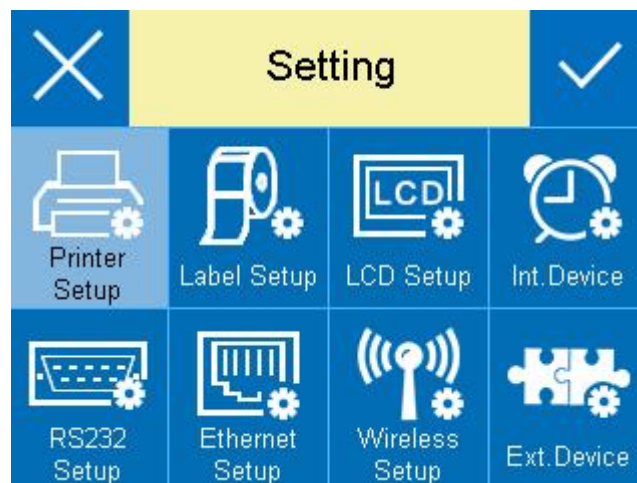 Setting
Printer
Setup
Label Setup
LCD
LCD Setup
Int.Device
RS232
Setup
Ethernet
Setup
Wireless
Setup
Ext.Device